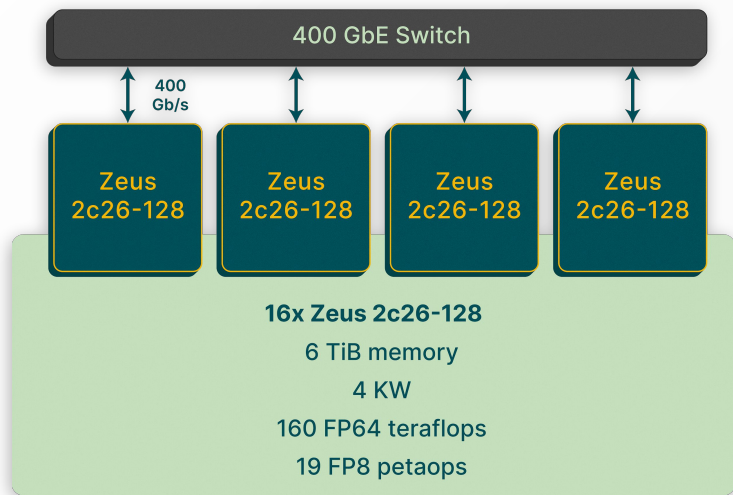 400 GbE Switch
400
Gb/s
Zeus
2c26-128
Zeus
2c26-128
Zeus
2c26-128
Zeus
2c26-128
16x Zeus 2c26-128
6 TiB memory
4 KW
160 FP64 teraflops
19 FP8 petaops